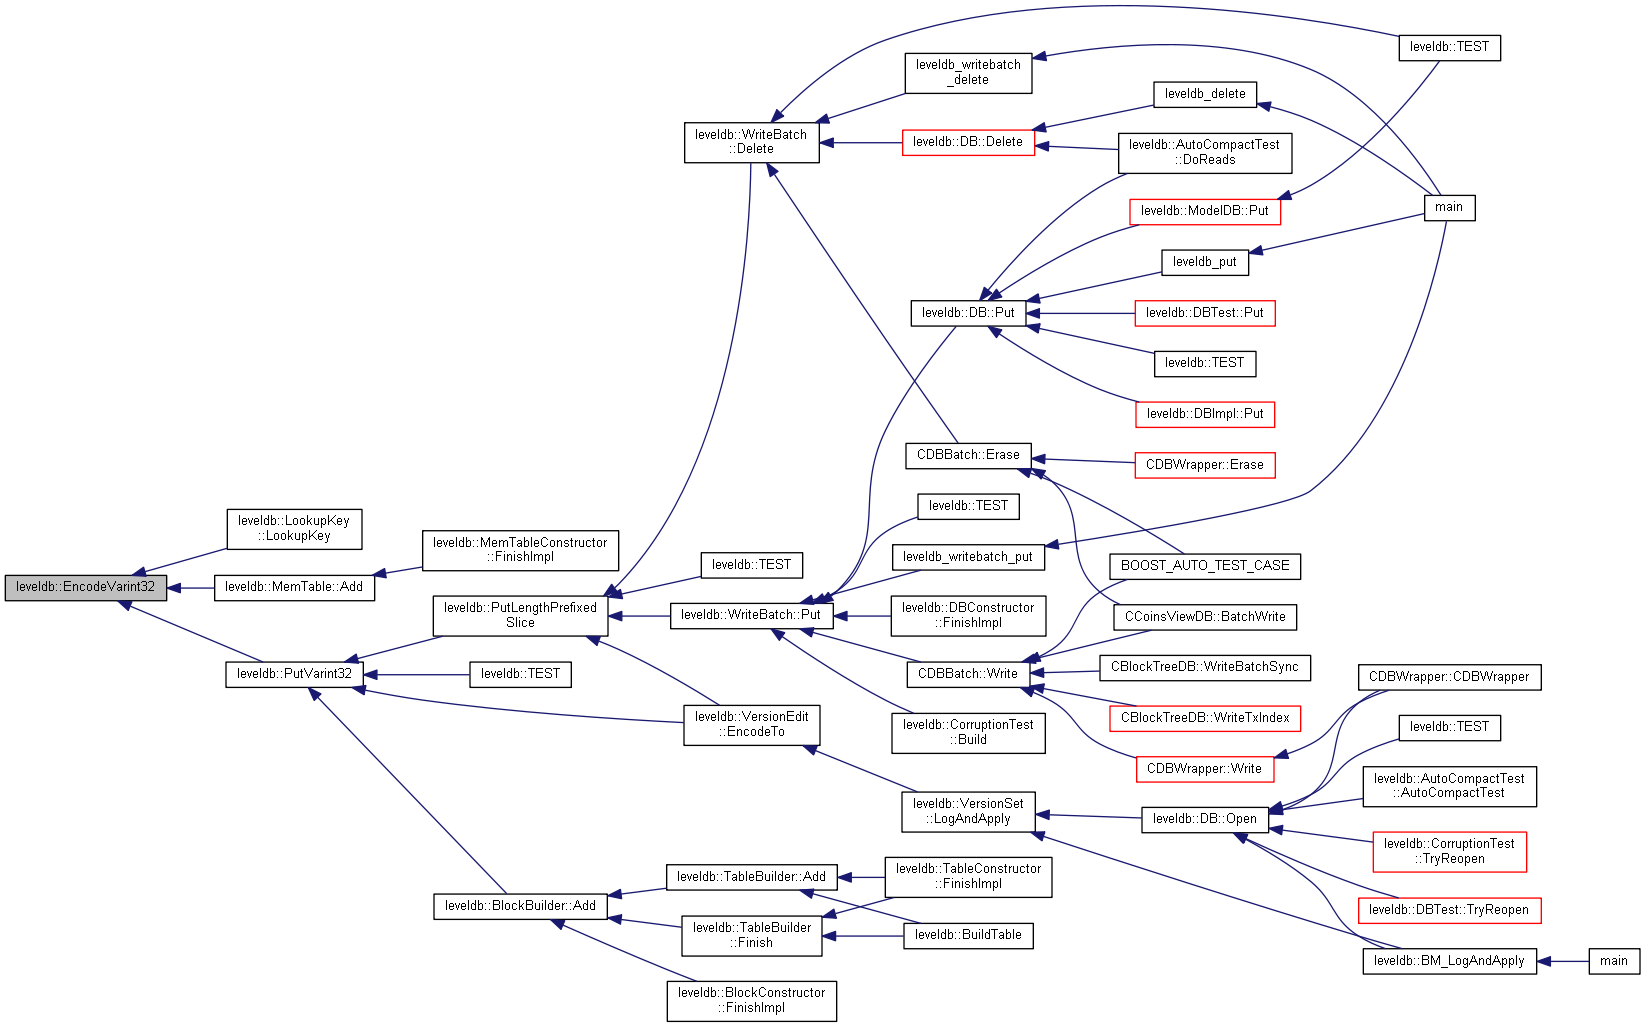 leveldb::EncodeVarint32
leveldb::LookupKey
::LookupKey
leveldb::MemTable::Add
leveldb::PutVarint32
leveldb::MemTableConstructor
::FinishImpl
leveldb::PutLengthPrefixed
Slice
leveldb::TEST
leveldb::BlockBuilder::Add
leveldb::WriteBatch
::Delete
leveldb::TEST
leveldb::WriteBatch::Put
leveldb::VersionEdit
::EncodeTo
leveldb::TableBuilder::Add
leveldb::TableBuilder
::Finish
leveldb::BlockConstructor
::FinishImpl
leveldb_writebatch
_delete
leveldb::DB::Delete
leveldb::DB::Put
CDBBatch::Erase
leveldb::TEST
leveldb_writebatch_put
leveldb::DBConstructor
::FinishImpl
CDBBatch::Write
leveldb::CorruptionTest
::Build
leveldb::VersionSet
::LogAndApply
leveldb::TableConstructor
::FinishImpl
leveldb::BuildTable
leveldb_delete
leveldb::AutoCompactTest
::DoReads
leveldb::ModelDB::Put
leveldb_put
leveldb::DBTest::Put
leveldb::TEST
leveldb::DBImpl::Put
CDBWrapper::Erase
BOOST_AUTO_TEST_CASE
CCoinsViewDB::BatchWrite
CBlockTreeDB::WriteBatchSync
CBlockTreeDB::WriteTxIndex
CDBWrapper::Write
leveldb::DB::Open
leveldb::TEST
main
CDBWrapper::CDBWrapper
leveldb::TEST
leveldb::AutoCompactTest
::AutoCompactTest
leveldb::CorruptionTest
::TryReopen
leveldb::DBTest::TryReopen
leveldb::BM_LogAndApply
main